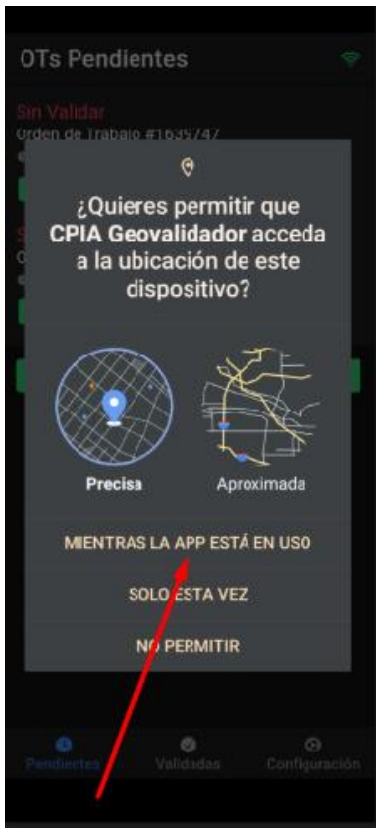 OTs Pendientes
Sin Validar
Orden de Trabajo #1639747
¿Quieres permitir que
CPIA Geovalidador acceda
a la ubicación de este
dispositivo?
Precisa
Aproximada
MIENTRAS LA APP ESTÁ EN USO
SOLO ESTA VEZ
NO PERMITIR
Pendientes
Validadas
Configuración